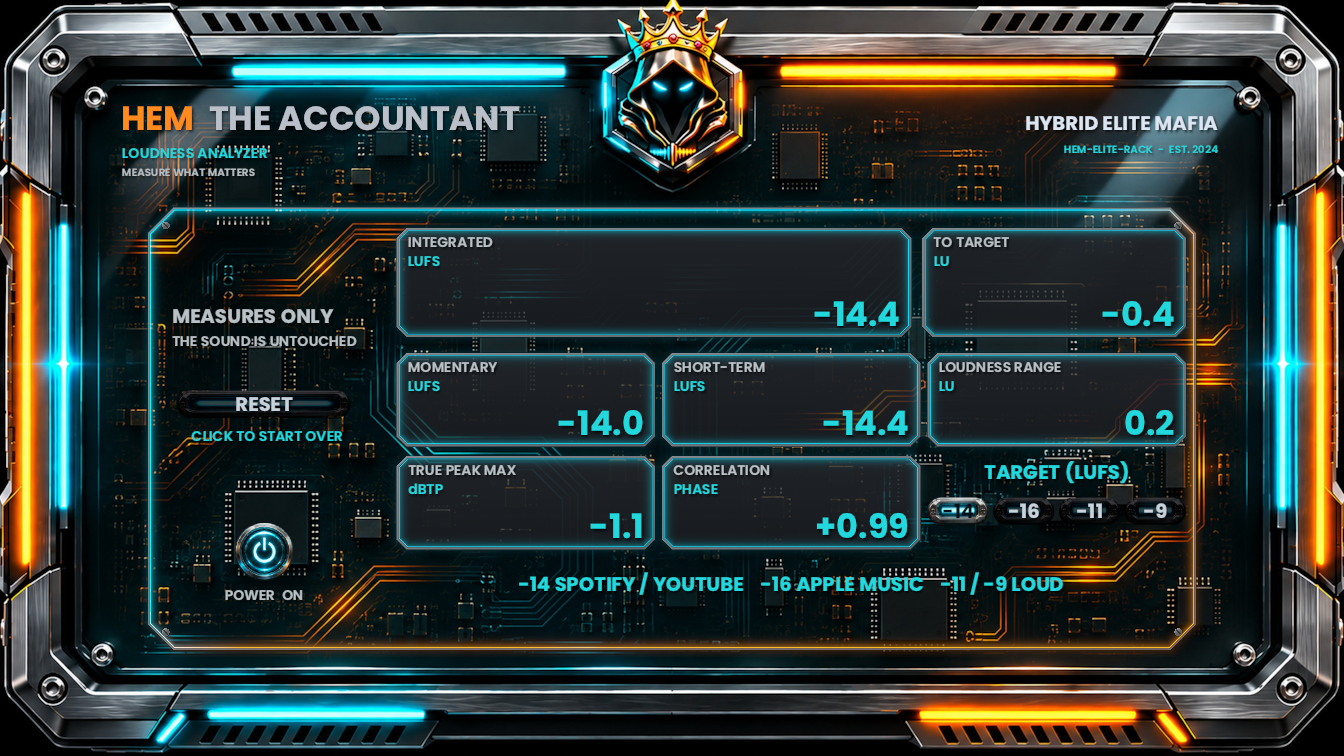 HEM THE ACCOUNTANT
LOUDNESS ANALYZER
MEASURE WHAT MATTERS
HYBRID ELITE MAFIA
HEM-ELITE-RACK - EST. 2024
INTEGRATED
LUFS
-14.4
TO TARGET
LU
-0.4
MEASURES ONLY
THE SOUND IS UNTOUCHED
RESET
CLICK TO START OVER
MOMENTARY
LUFS
-14.0
SHORT-TERM
LUFS
-14.4
LOUDNESS RANGE
LU
0.2
TRUE PEAK MAX
dBTP
-1.1
CORRELATION
PHASE
+0.99
TARGET (LUFS)
-14 -16 -11 -9
POWER ON
-14 SPOTIFY / YOUTUBE -16 APPLE MUSIC -11 / -9 LOUD